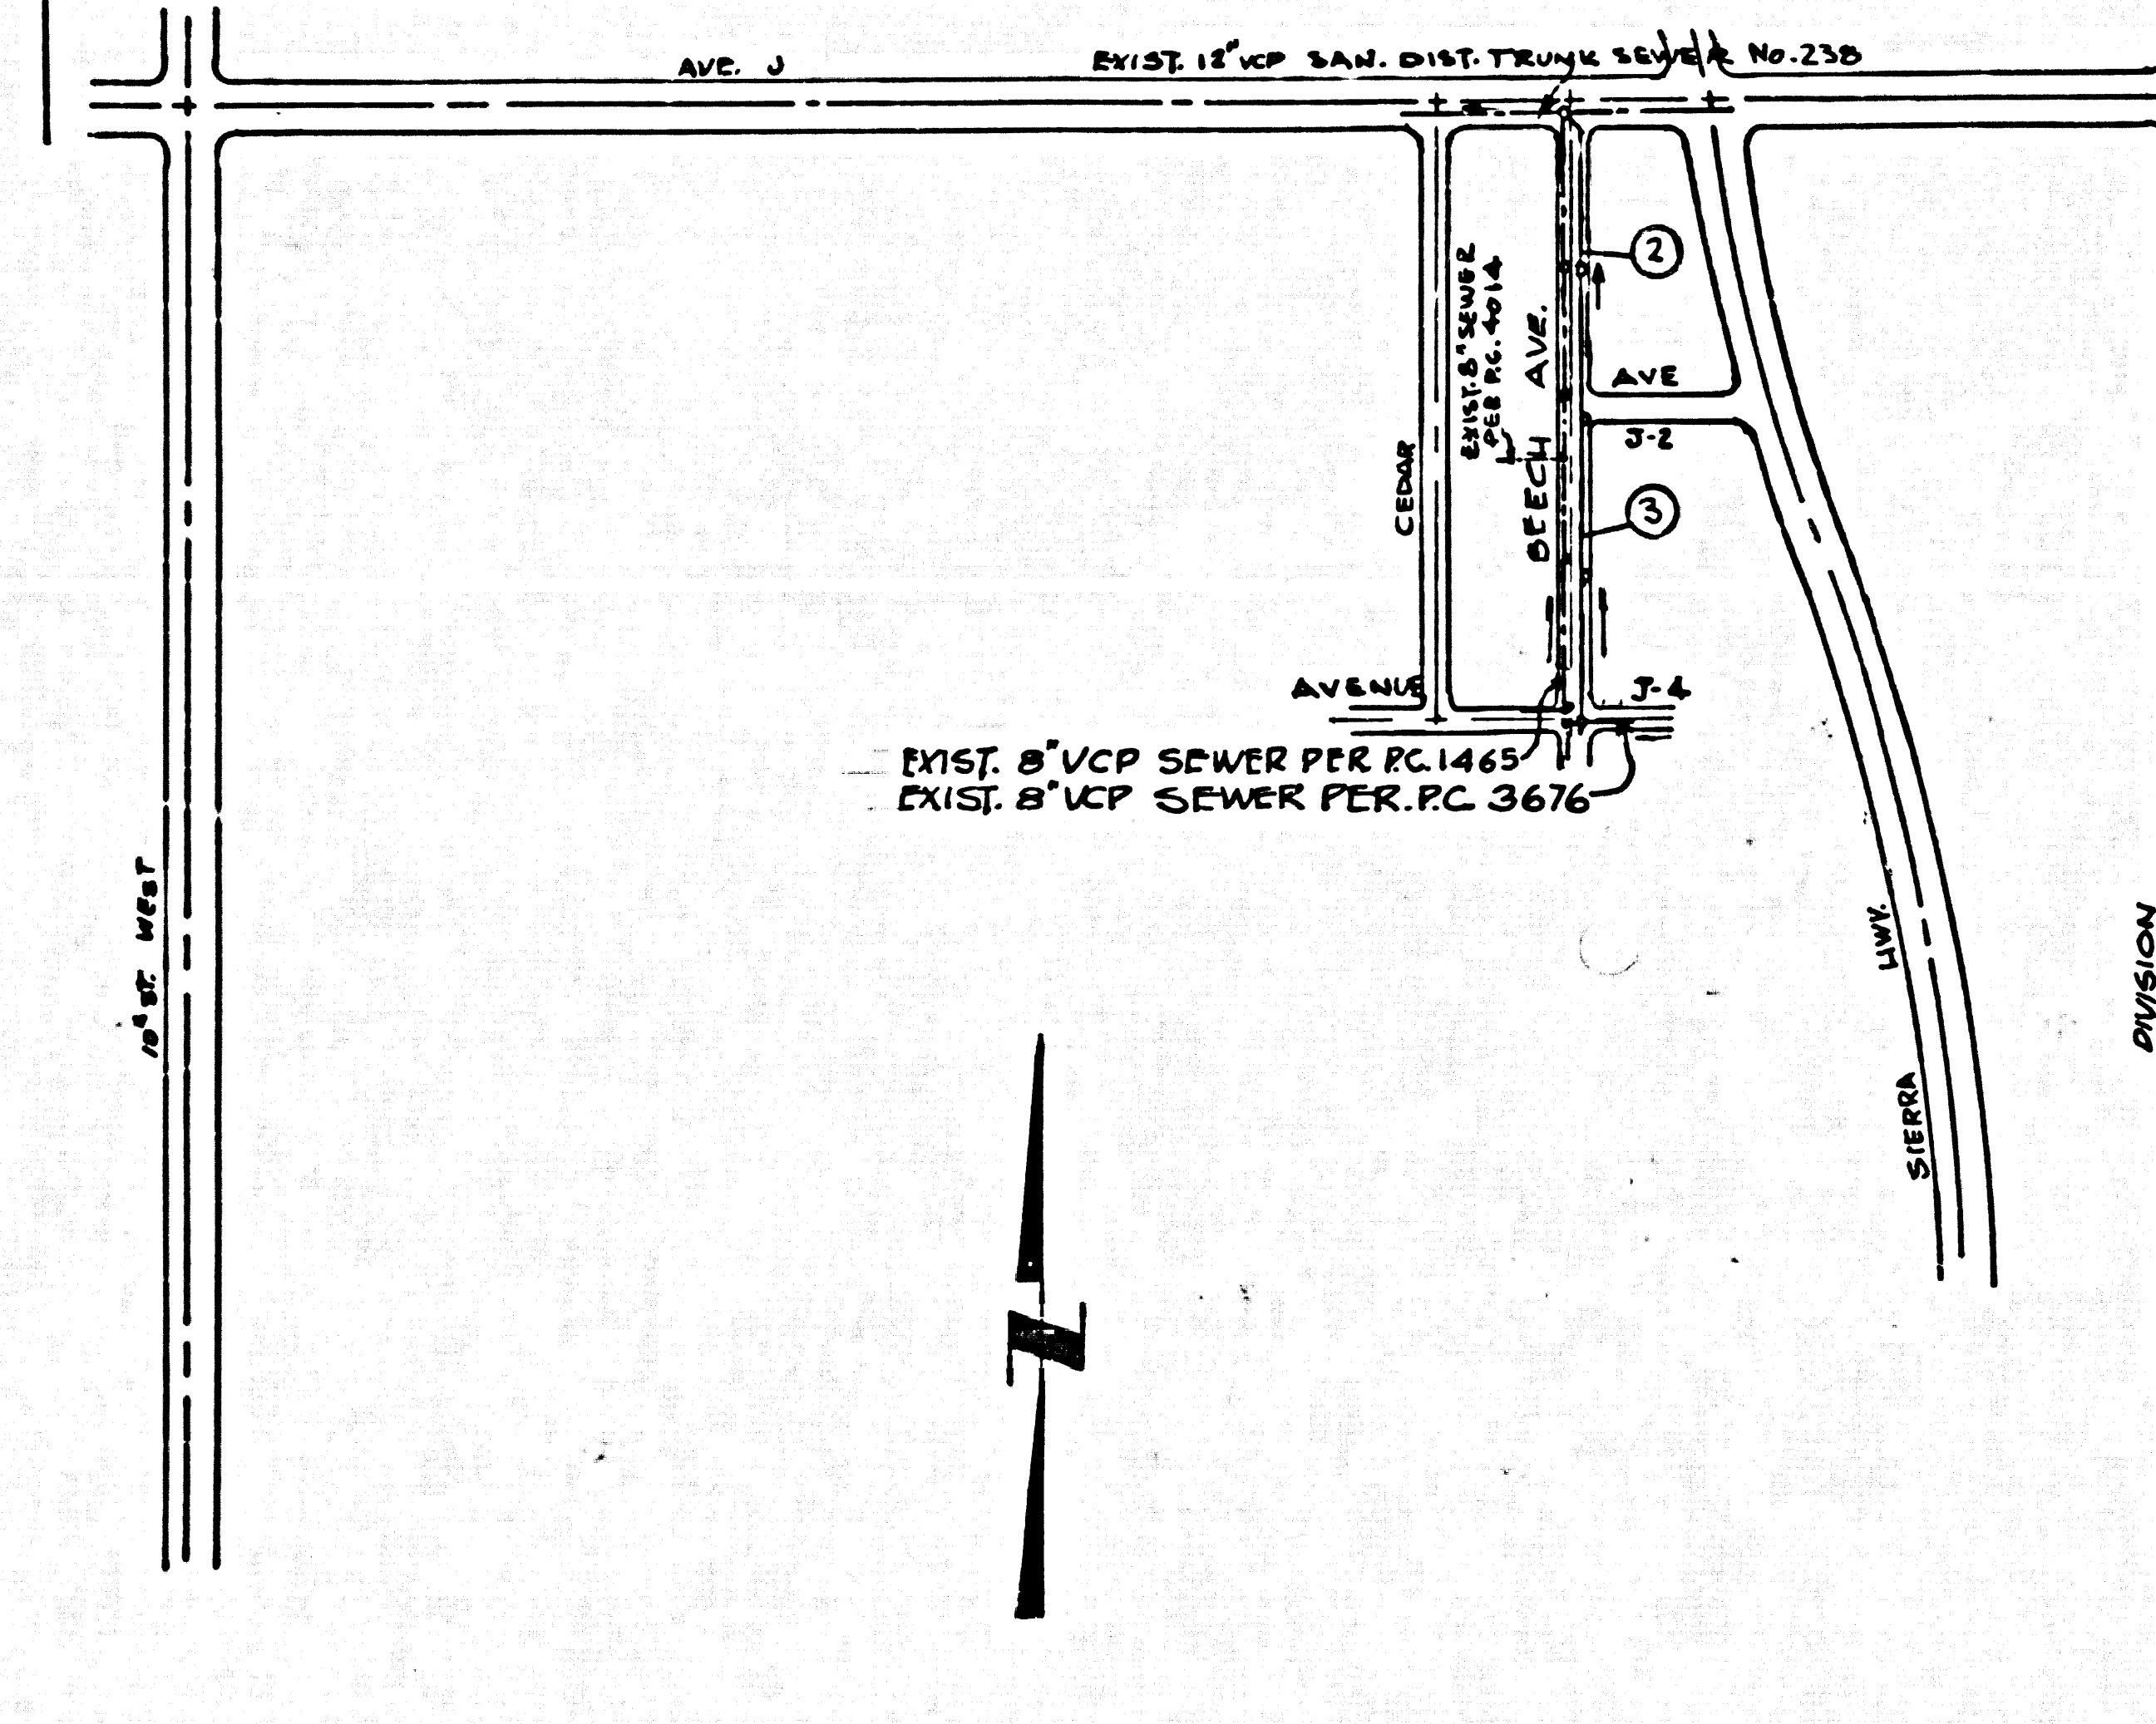 AVE. J
EXIST. 12" VCP SAN. DIST. TRUNK SEWER No. 238
2
EXIST. 8" SEWER
PER P.C. 4014
BEECH AVE.
AVE
J-2
CEDAR
3
AVENUE
J-4
EXIST. 8" VCP SEWER PER P.C. 1465
EXIST. 8" VCP SEWER PER. P.C. 3676
10th ST. WEST
SIERRA HWY.
DIVISION
N